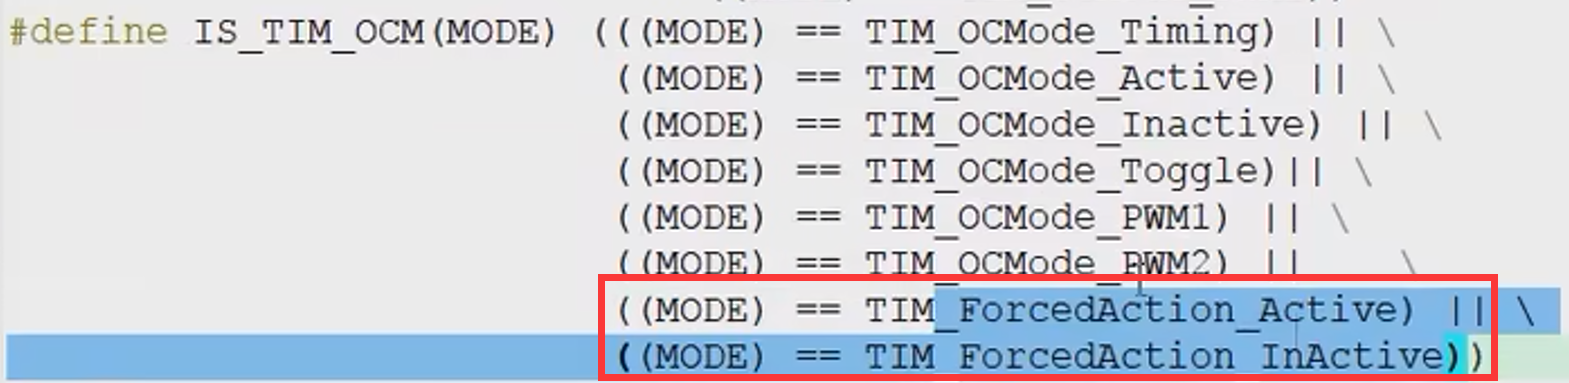 #define IS_TIM_OCM(MODE) (((MODE) == TIM_OCMode_Timing) || \
((MODE) == TIM_OCMode_Active) || \
((MODE) == TIM_OCMode_Inactive) || \
((MODE) == TIM_OCMode_Toggle)|| \
((MODE) == TIM_OCMode_PWM1) || \
((MODE) == TIM_OCMode_PWM2) || \
((MODE) == TIM_ForcedAction_Active) || \
((MODE) == TIM_ForcedAction_InActive))